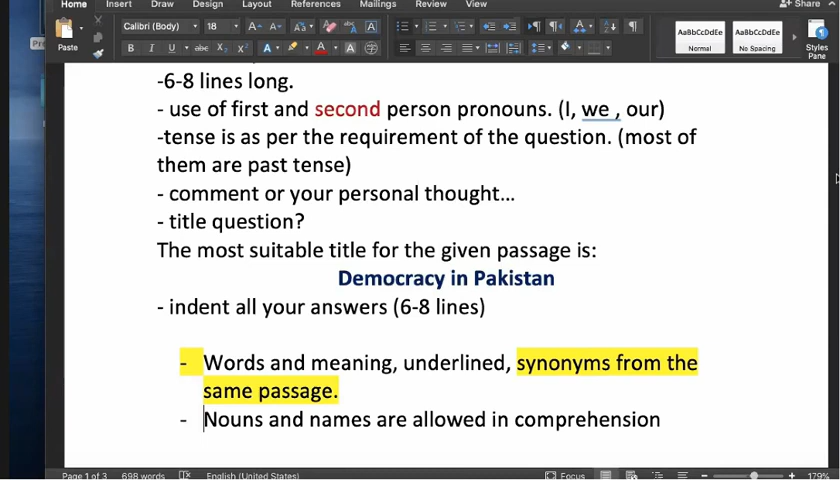 Home Insert Draw Design Layout References Mailings Review View Share
Paste
Calibri (Body) 18
AaBbCcDdEe AaBbCcDdEe
Normal No Spacing Styles Pane
-6-8 lines long.
- use of first and second person pronouns. (I, we , our)
-tense is as per the requirement of the question. (most of
them are past tense)
- comment or your personal thought...
- title question?
The most suitable title for the given passage is:
Democracy in Pakistan
- indent all your answers (6-8 lines)
- Words and meaning, underlined, synonyms from the
same passage.
- Nouns and names are allowed in comprehension
Page 1 of 3 698 words English (United States) Focus 179%